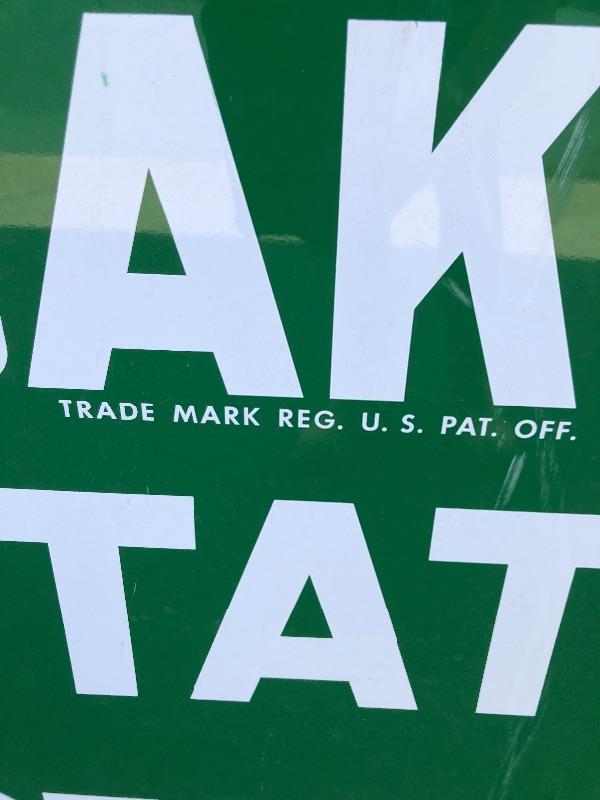 AK
TRADE MARK REG. U. S. PAT. OFF.
TAT